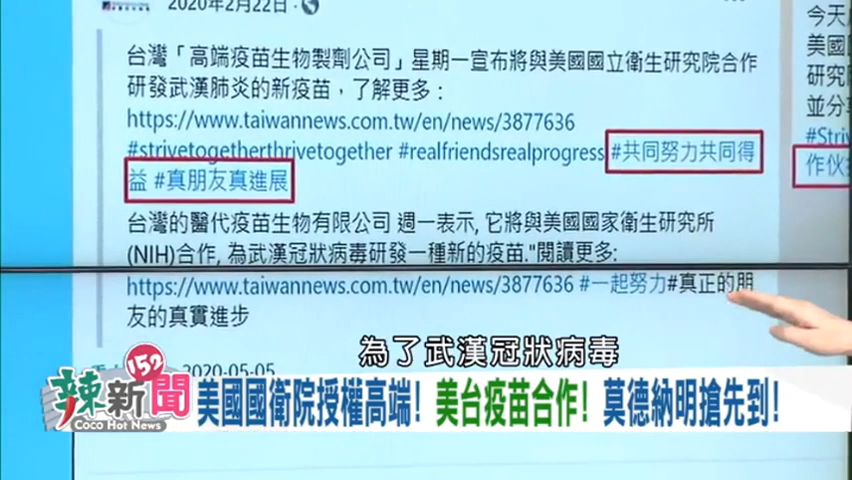 2020年2月22日
今天
台灣「高端疫苗生物製劑公司」星期一宣布將與美國國立衛生研究院合作
美國
研發武漢肺炎的新疫苗，了解更多：
研究院
https://www.taiwannews.com.tw/en/news/3877636
並分
#strivetogetherthrivetogether #realfriendsrealprogress #共同努力共同得
#Striv
益 #真朋友真進展
作伙
台灣的醫代疫苗生物有限公司 週一表示, 它將與美國國家衛生研究所
(NIH)合作, 為武漢冠狀病毒研發一種新的疫苗."閱讀更多:
https://www.taiwannews.com.tw/en/news/3877636 #一起努力#真正的朋
友的真實進步
2020-05-05
為了武漢冠狀病毒
152
辣新聞
Coco Hot News
美國國衛院授權高端! 美台疫苗合作! 莫德納明搶先到!